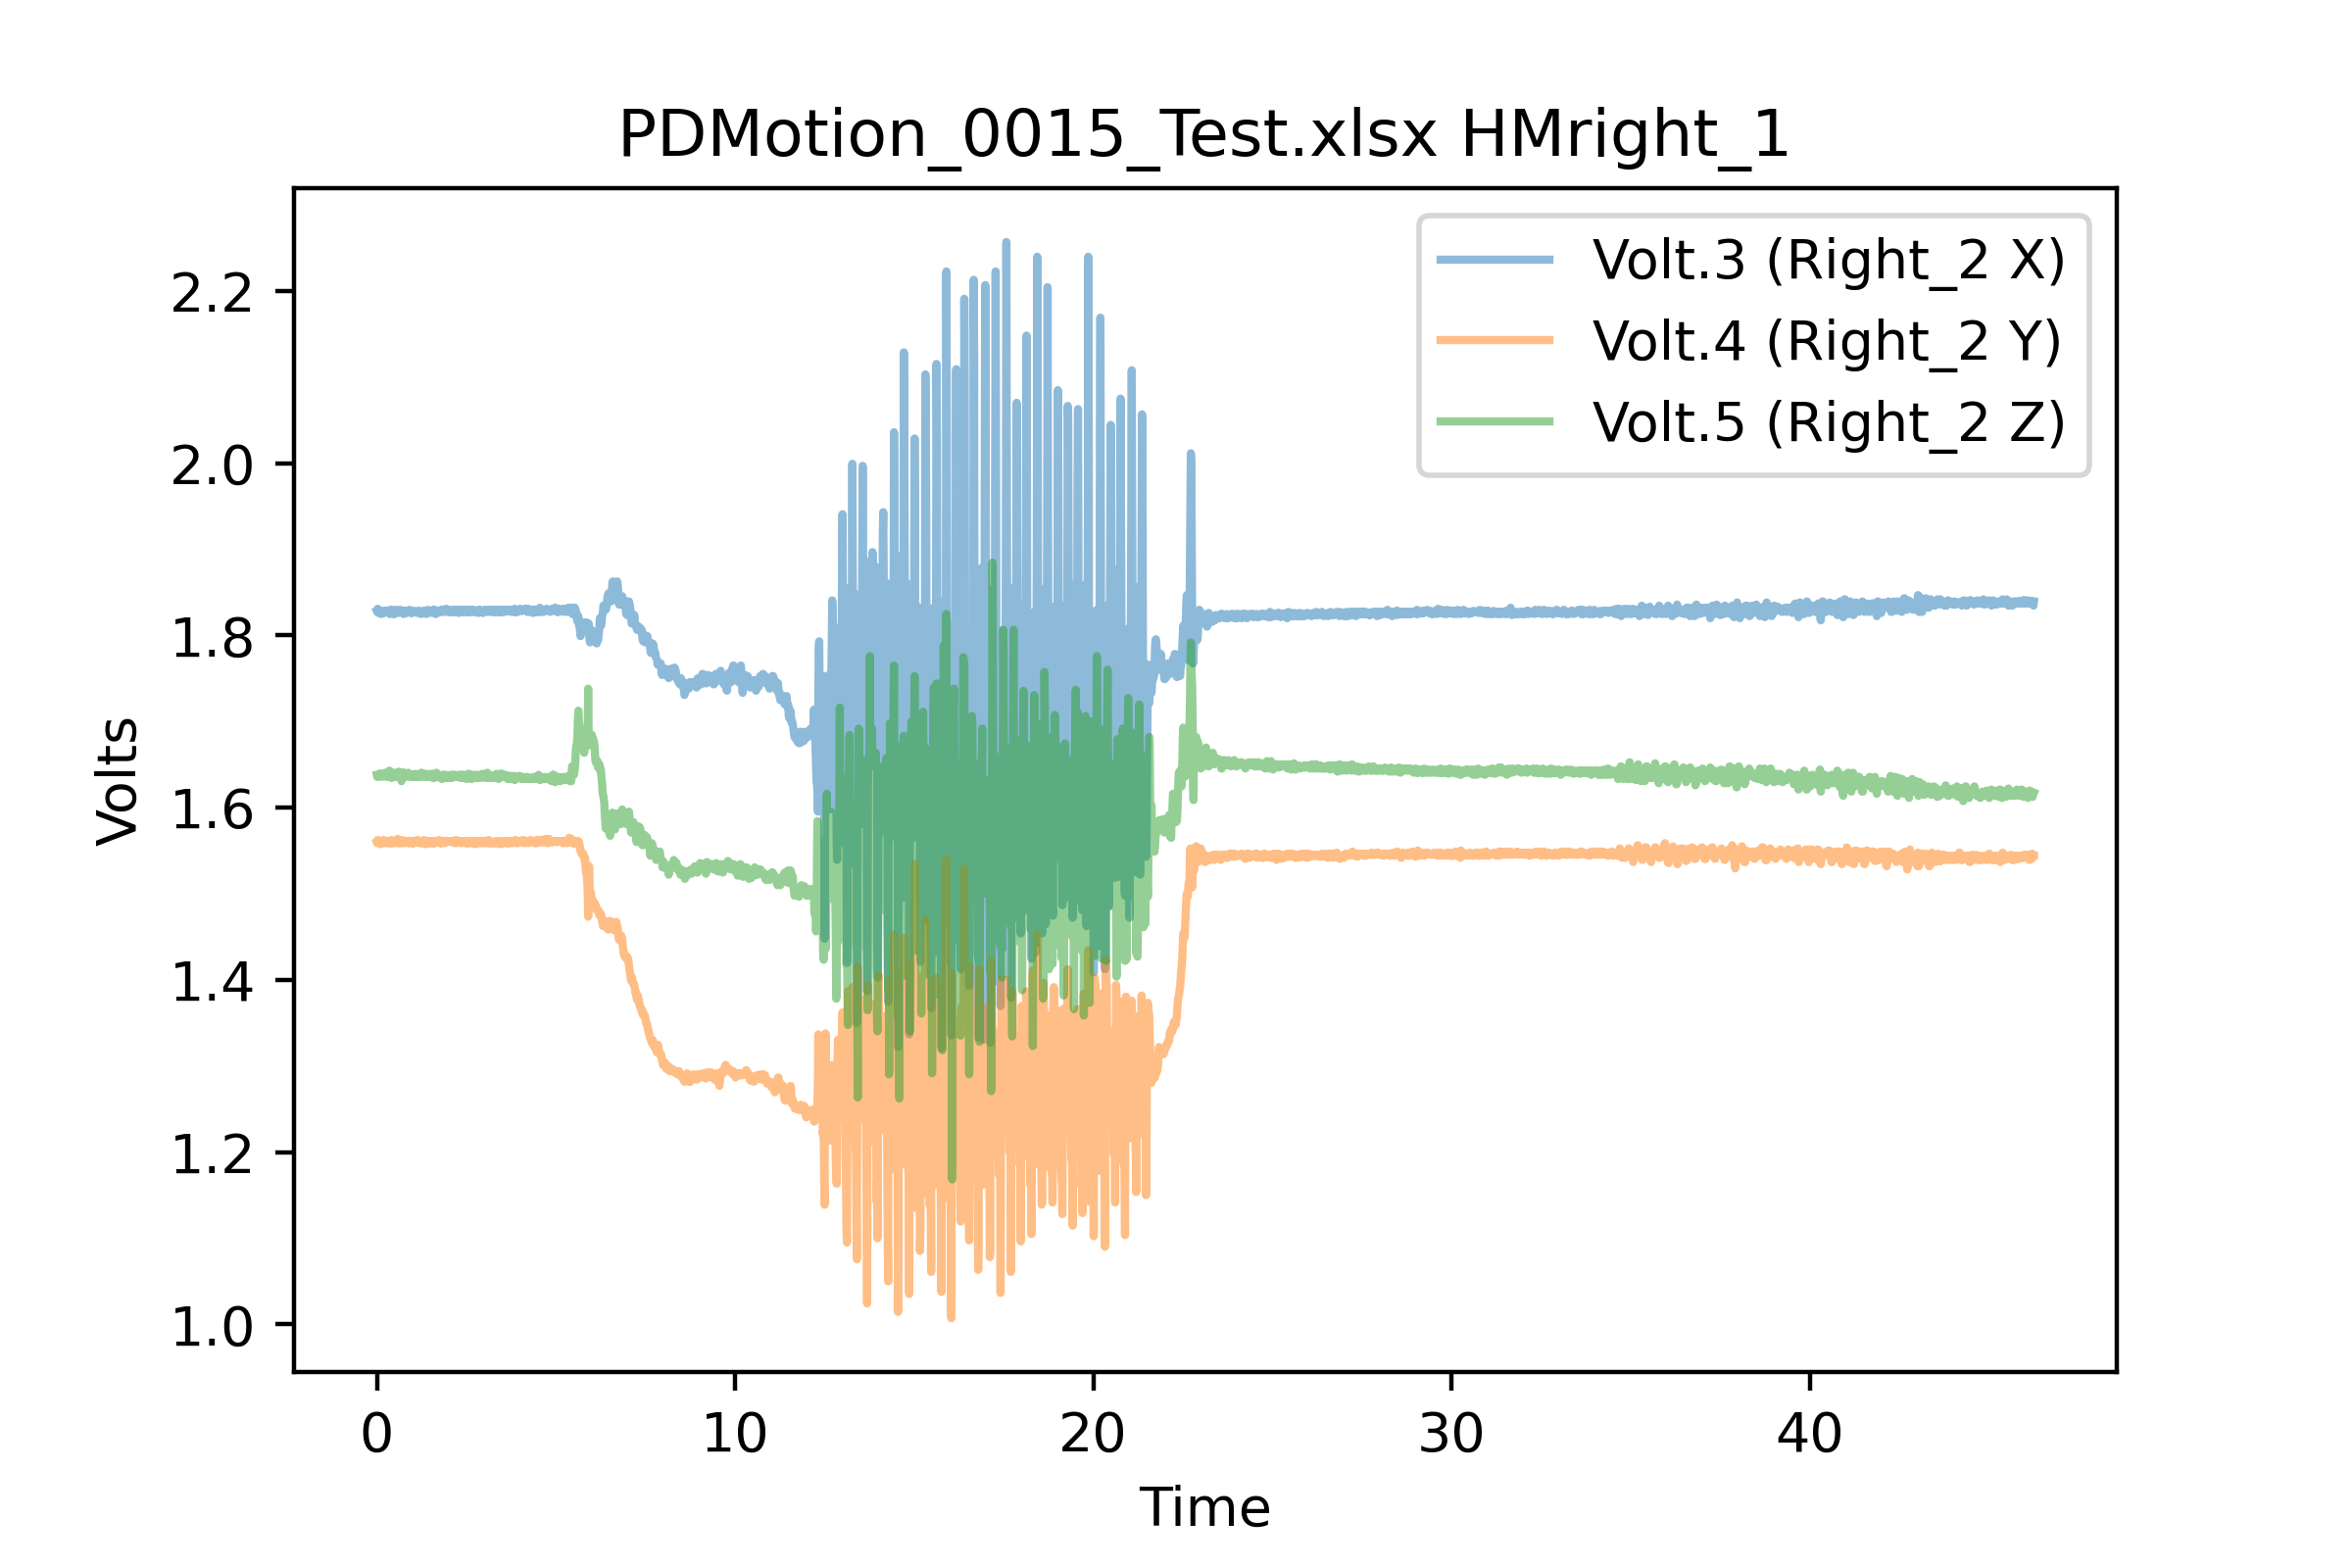 PDMotion_0015_Test.xlsx HMright_1
Volt.3 (Right_2 X)
Volt.4 (Right_2 Y)
Volt.5 (Right_2 Z)
Volts
2.2
2.0
1.8
1.6
1.4
1.2
1.0
0 10 20 30 40
Time